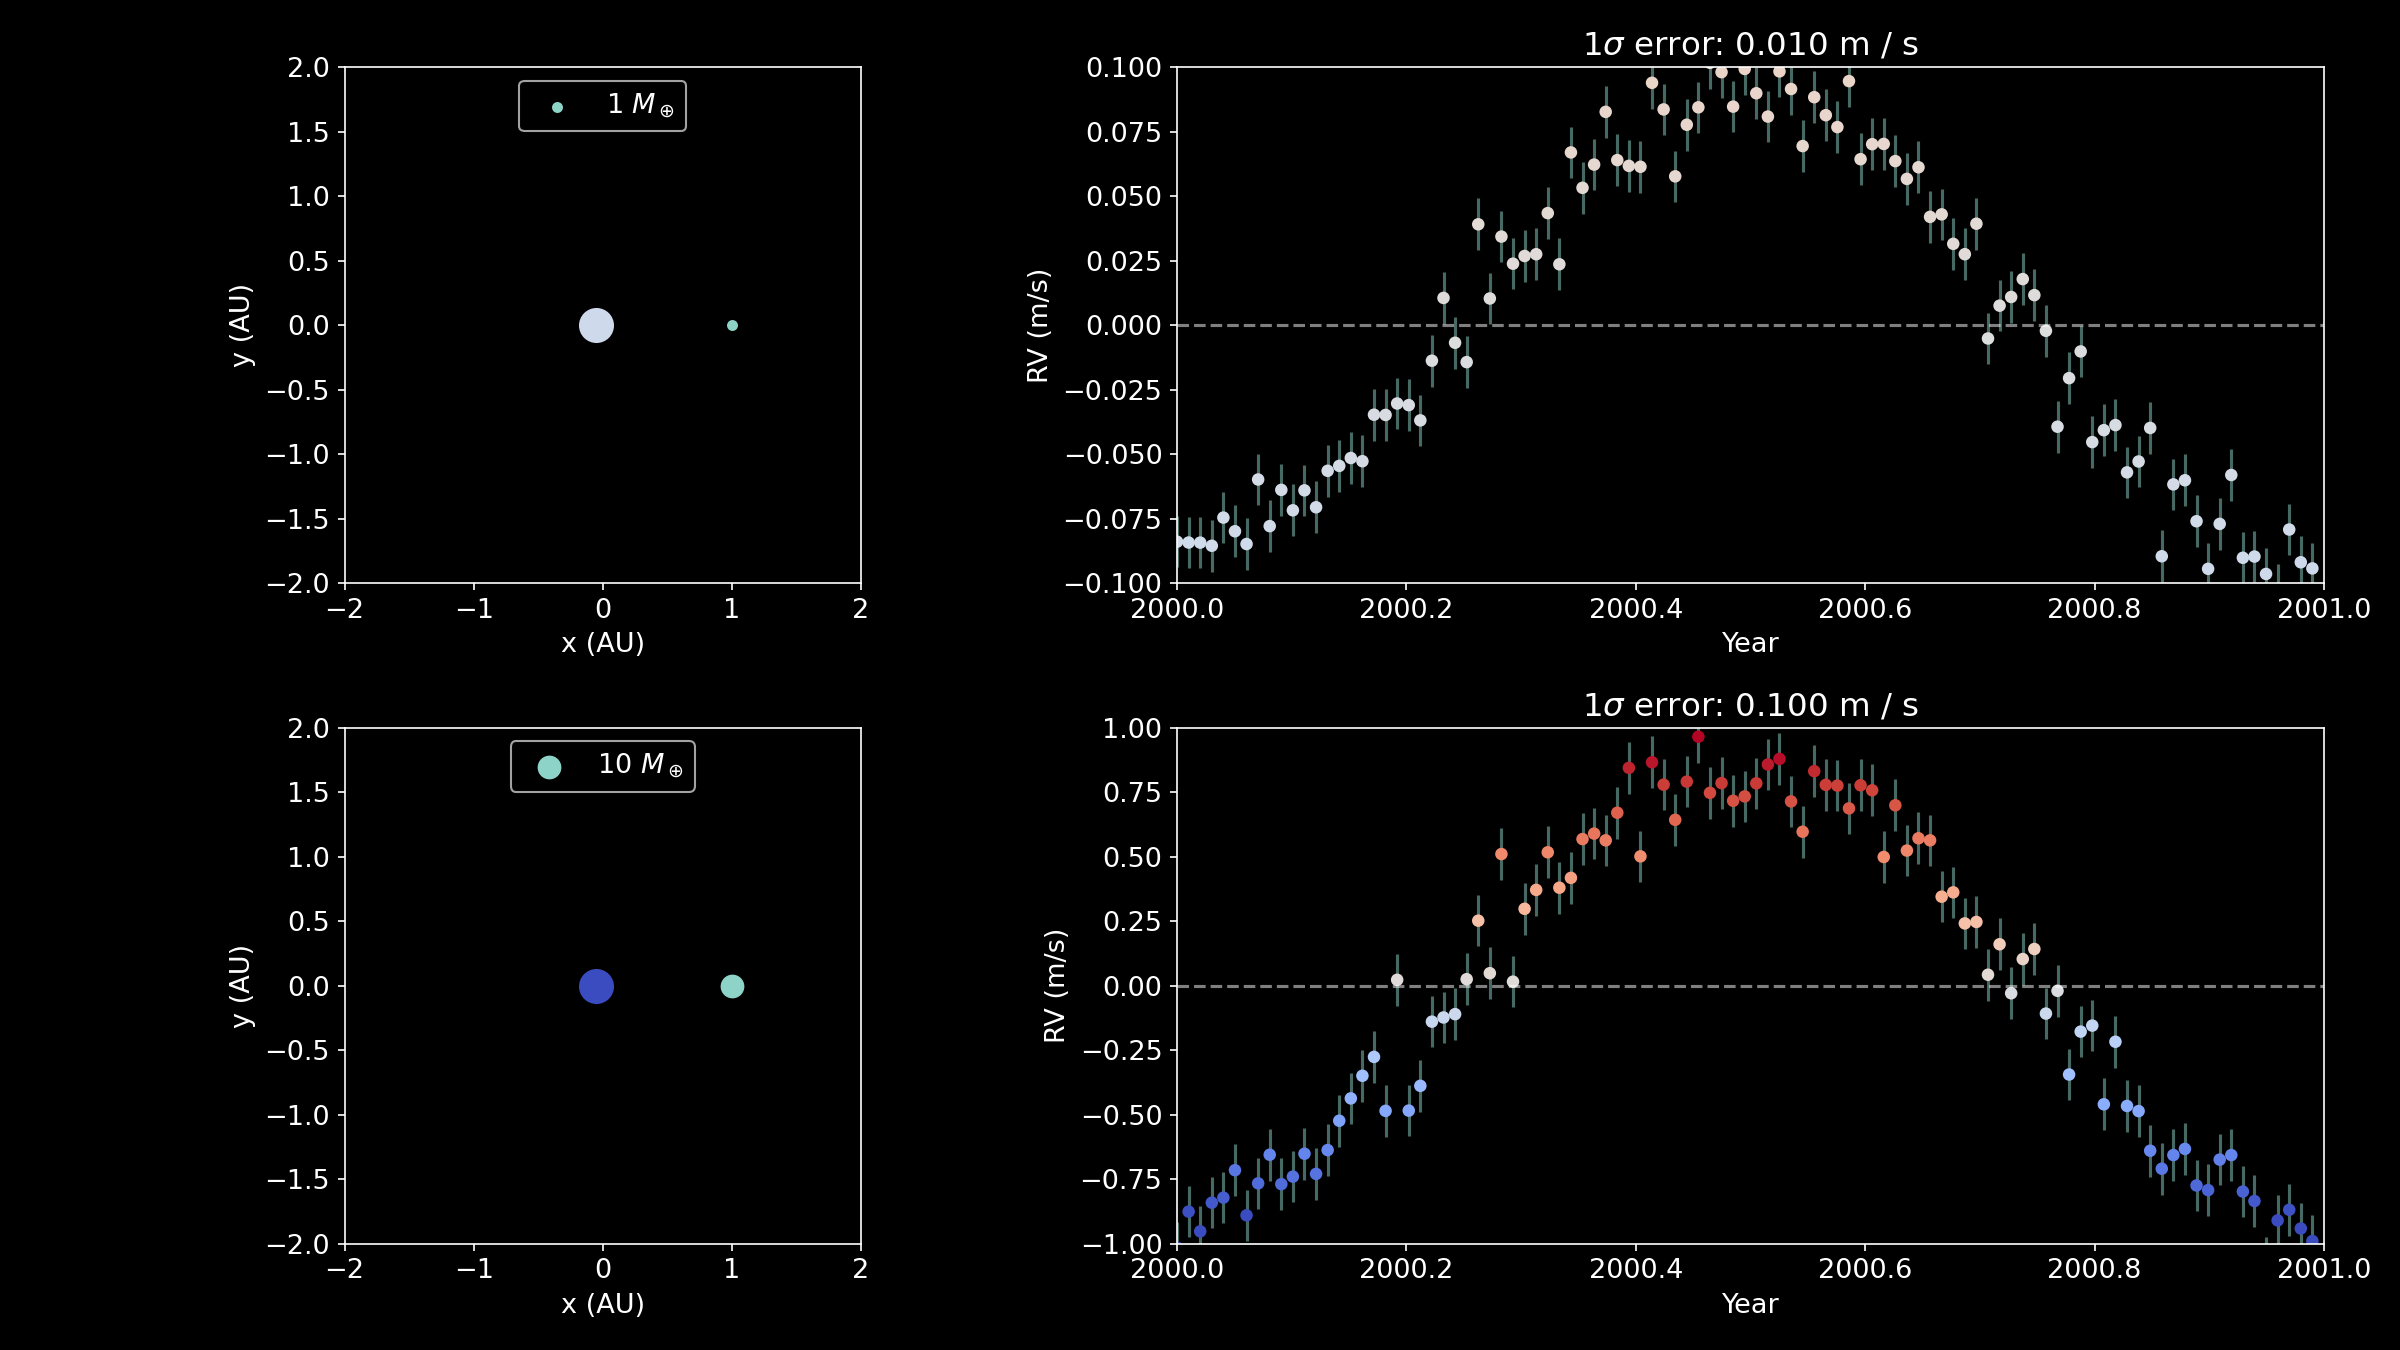 1σ error: 0.010 m / s
1 M⊕
y (AU)
2.0
1.5
1.0
0.5
0.0
−0.5
−1.0
−1.5
−2.0
−2 −1 0 1 2
x (AU)
RV (m/s)
0.100
0.075
0.050
0.025
0.000
−0.025
−0.050
−0.075
−0.100
2000.0 2000.2 2000.4 2000.6 2000.8 2001.0
Year
1σ error: 0.100 m / s
10 M⊕
y (AU)
2.0
1.5
1.0
0.5
0.0
−0.5
−1.0
−1.5
−2.0
−2 −1 0 1 2
x (AU)
RV (m/s)
1.00
0.75
0.50
0.25
0.00
−0.25
−0.50
−0.75
−1.00
2000.0 2000.2 2000.4 2000.6 2000.8 2001.0
Year